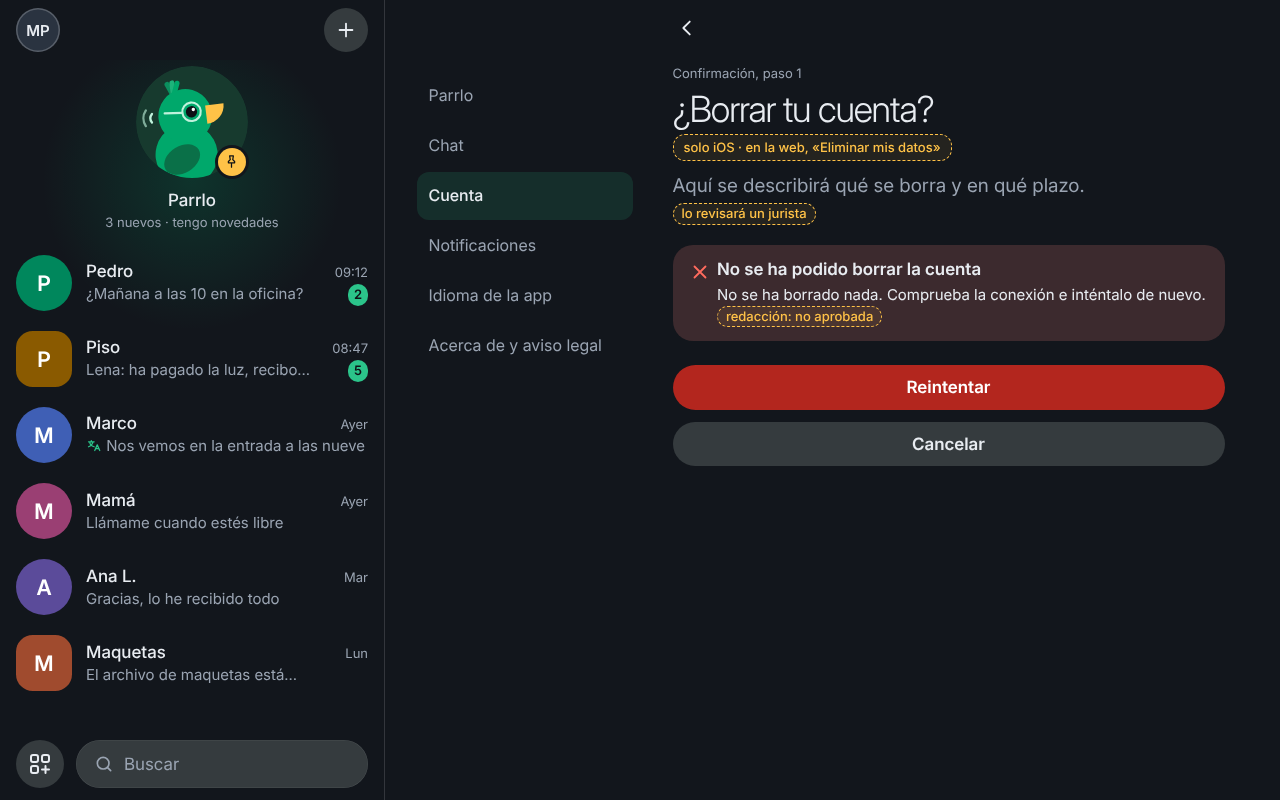 MP
Parrlo
3 nuevos · tengo novedades
P
Pedro
09:12
¿Mañana a las 10 en la oficina?
2
P
Piso
08:47
Lena: ha pagado la luz, recibo...
5
M
Marco
Ayer
Nos vemos en la entrada a las nueve
M
Mamá
Ayer
Llámame cuando estés libre
A
Ana L.
Mar
Gracias, lo he recibido todo
M
Maquetas
Lun
El archivo de maquetas está...
Buscar
Parrlo
Chat
Cuenta
Notificaciones
Idioma de la app
Acerca de y aviso legal
Confirmación, paso 1
¿Borrar tu cuenta?
solo iOS · en la web, «Eliminar mis datos»
Aquí se describirá qué se borra y en qué plazo.
lo revisará un jurista
No se ha podido borrar la cuenta
No se ha borrado nada. Comprueba la conexión e inténtalo de nuevo.
redacción: no aprobada
Reintentar
Cancelar